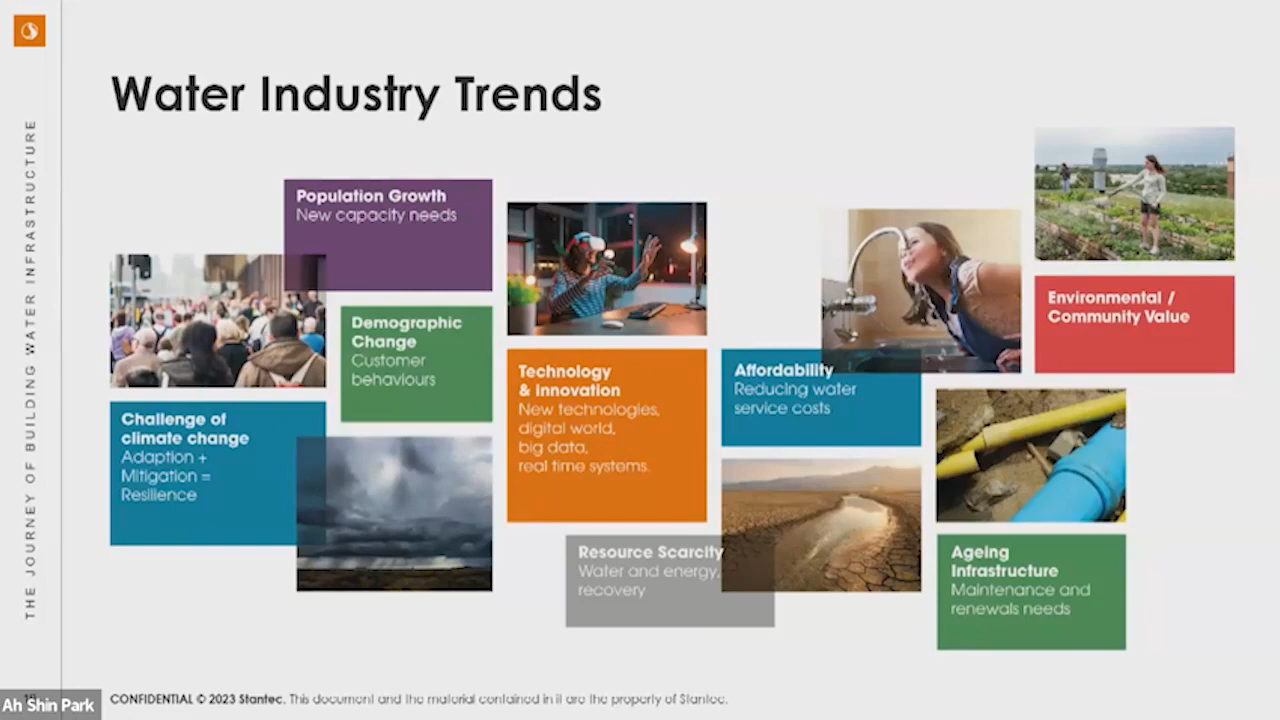 Water Industry Trends
THE JOURNEY OF BUILDING WATER INFRASTRUCTURE
Population Growth
New capacity needs
Demographic
Change
Customer
behaviours
Challenge of
climate change
Adaption +
Mitigation =
Resilience
Technology
& Innovation
New technologies,
digital world,
big data,
real time systems.
Affordability
Reducing water
service costs
Resource Scarcity
Water and energy,
recovery
Environmental /
Community Value
Ageing
Infrastructure
Maintenance and
renewals needs
CONFIDENTIAL © 2023 Stantec. This document and the material contained in it are the property of Stantec.
Ah Shin Park